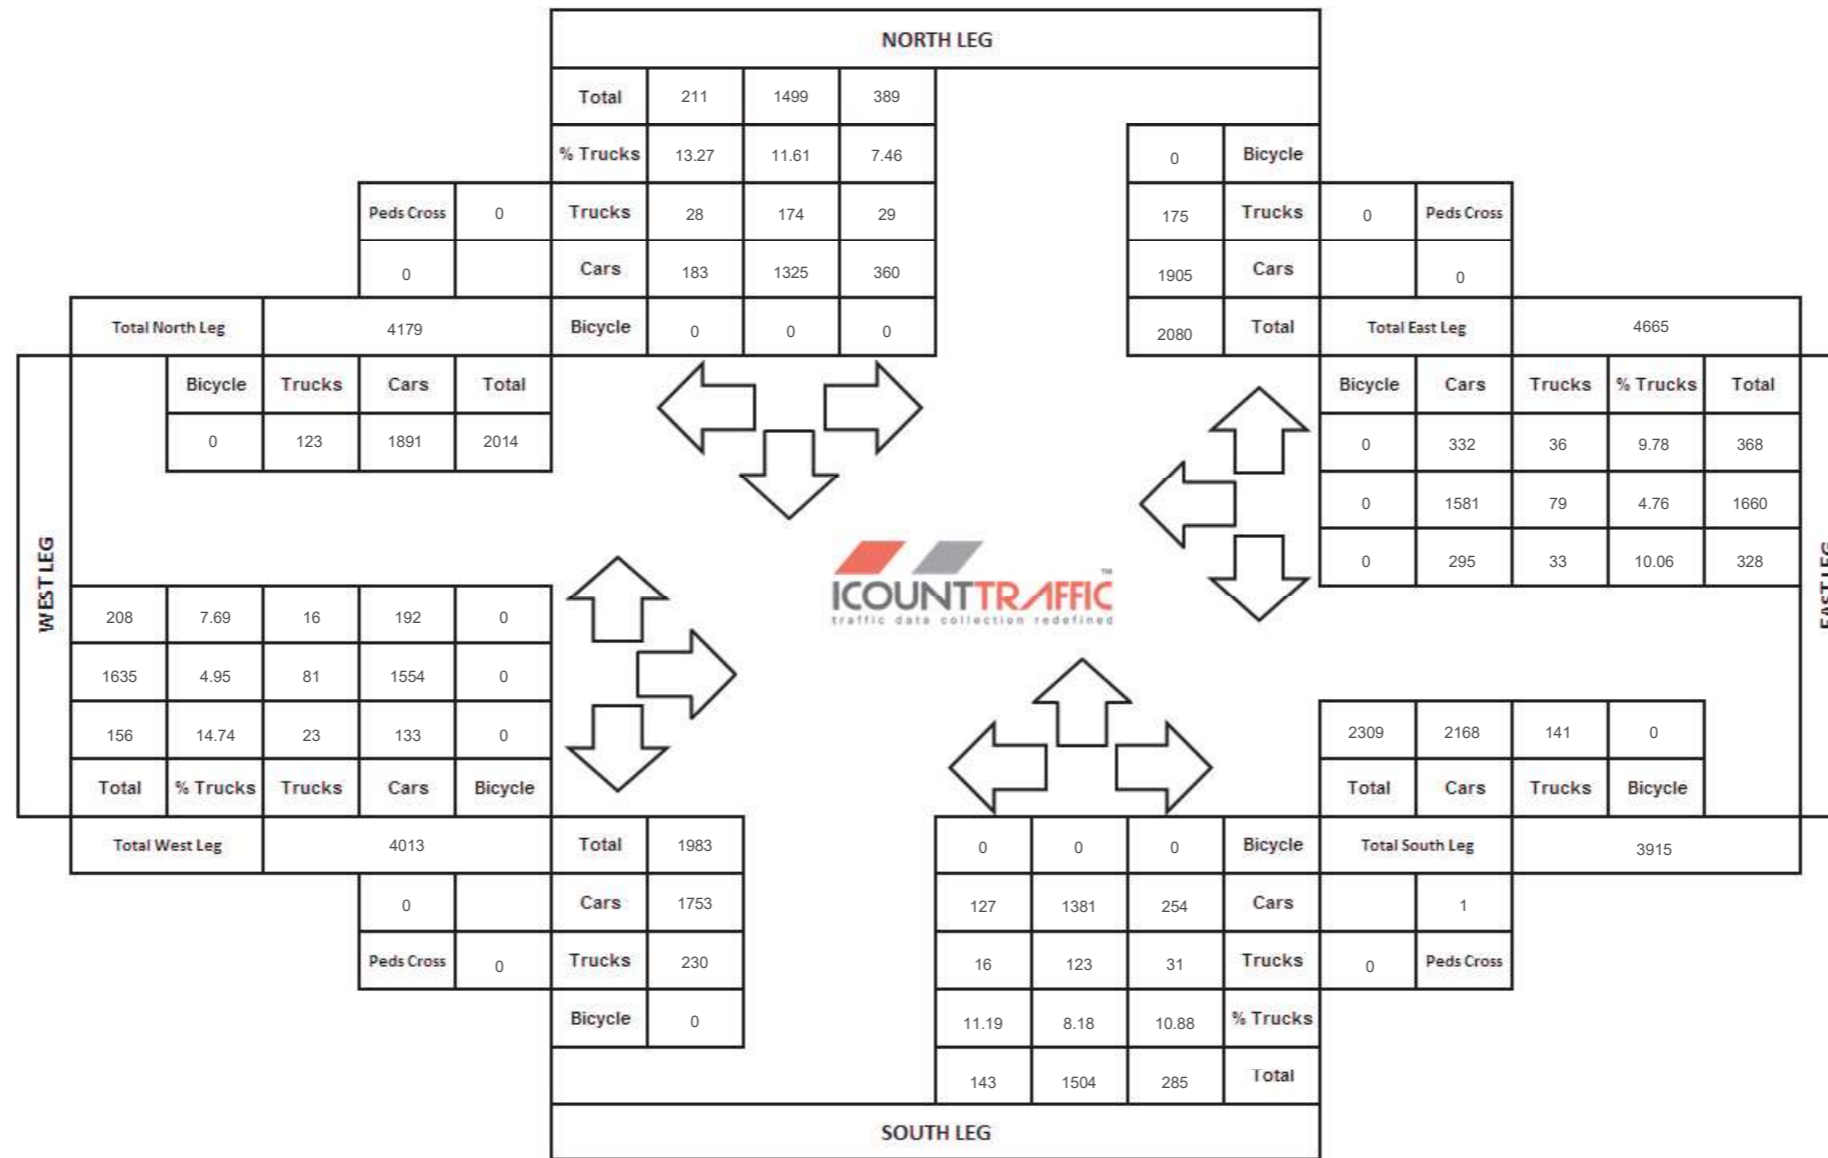 NORTH LEG
Total 211 1499 389
% Trucks 13.27 11.61 7.46 0 Bicycle
Peds Cross 0 Trucks 28 174 29 175 Trucks 0 Peds Cross
0 Cars 183 1325 360 1905 Cars 0
Total North Leg 4179 Bicycle 0 0 0 2080 Total Total East Leg 4665
Bicycle Trucks Cars Total Bicycle Cars Trucks % Trucks Total
0 123 1891 2014 0 332 36 9.78 368
0 1581 79 4.76 1660
0 295 33 10.06 328
WEST LEG
EAST LEG
ICOUNTTRAFFIC™
traffic data collection redefined
208 7.69 16 192 0
1635 4.95 81 1554 0
156 14.74 23 133 0 2309 2168 141 0
Total % Trucks Trucks Cars Bicycle Total Cars Trucks Bicycle
Total West Leg 4013 Total 1983 0 0 0 Bicycle Total South Leg 3915
0 Cars 1753 127 1381 254 Cars 1
Peds Cross 0 Trucks 230 16 123 31 Trucks 0 Peds Cross
Bicycle 0 11.19 8.18 10.88 % Trucks
143 1504 285 Total
SOUTH LEG